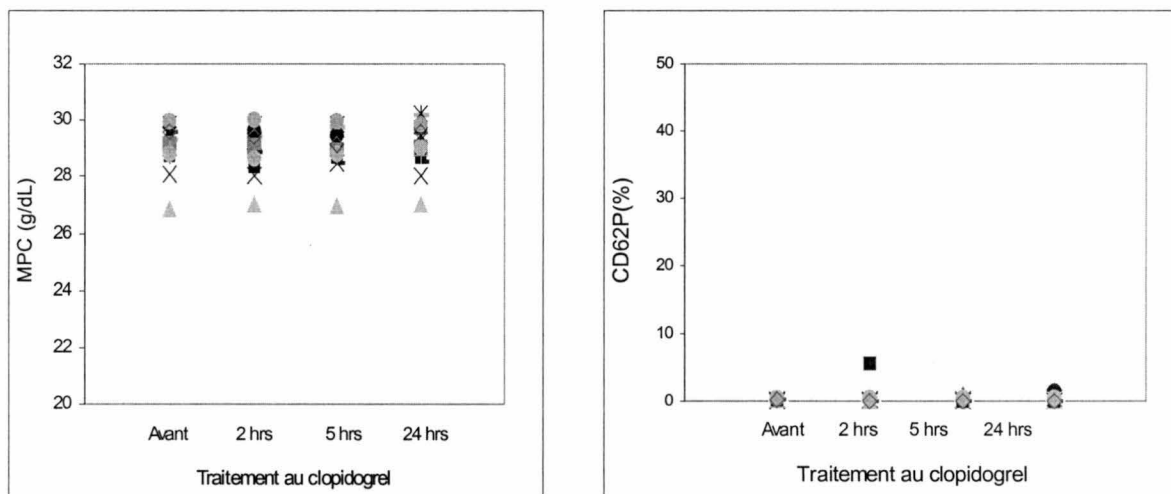 MPC (g/dL)
32
30
28
26
24
22
20
Avant 2 hrs 5 hrs 24 hrs
Traitement au clopidogrel
CD62P(%)
50
40
30
20
10
0
Avant 2 hrs 5 hrs 24 hrs
Traitement au clopidogrel